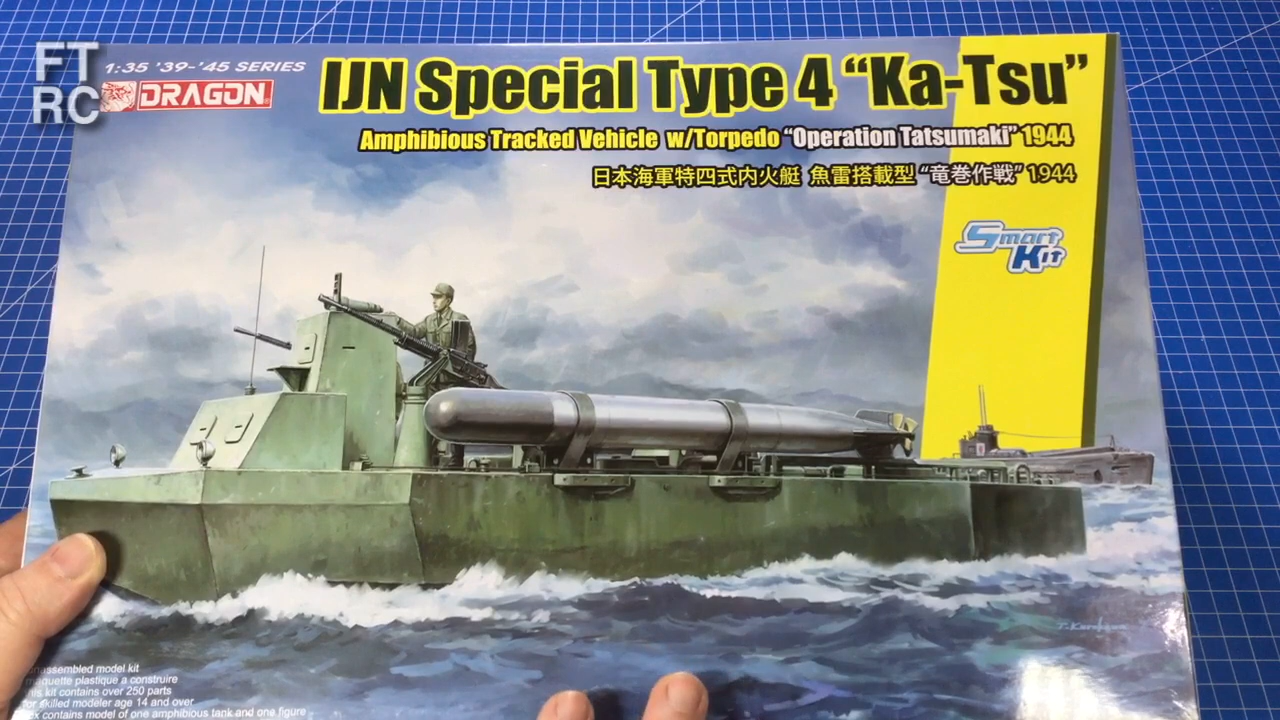 FT
RC
1:35 '39-'45 SERIES
DRAGON
IJN Special Type 4 “Ka-Tsu”
Amphibious Tracked Vehicle w/Torpedo “Operation Tatsumaki” 1944
日本海軍特四式内火艇 魚雷搭載型 “竜巻作戦” 1944
Smart
Kit
unassembled model kit
maquette plastique a construire
this kit contains over 250 parts
for skilled modeler age 14 and over
contains model of one amphibious tank and one figure